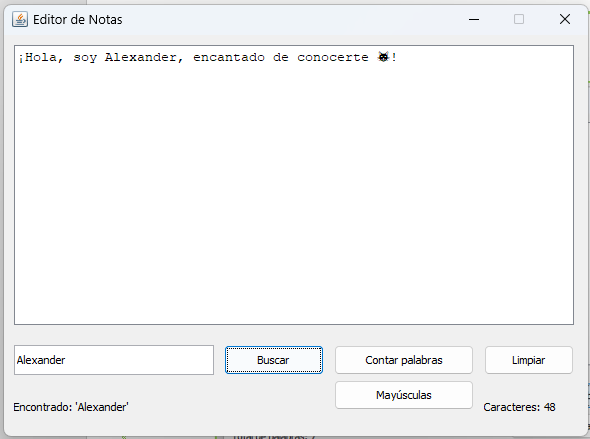 Editor de Notas
¡Hola, soy Alexander, encantado de conocerte 🐱!
Alexander
Buscar
Contar palabras
Limpiar
Mayúsculas
Encontrado: 'Alexander'
Caracteres: 48